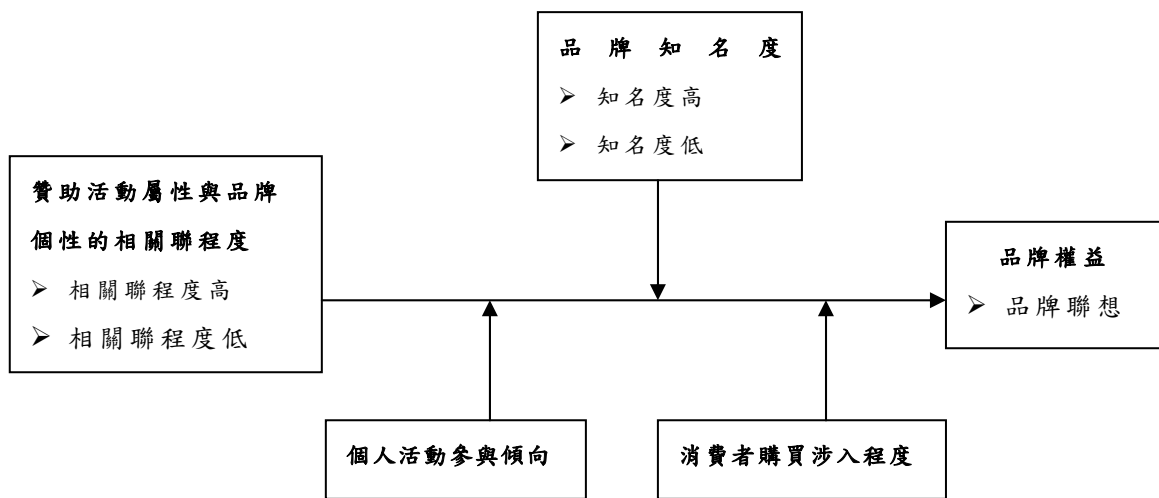 品牌知名度
➢ 知名度高
➢ 知名度低
贊助活動屬性與品牌
個性的相關聯程度
➢ 相關聯程度高
➢ 相關聯程度低
品牌權益
➢ 品牌聯想
個人活動參與傾向
消費者購買涉入程度